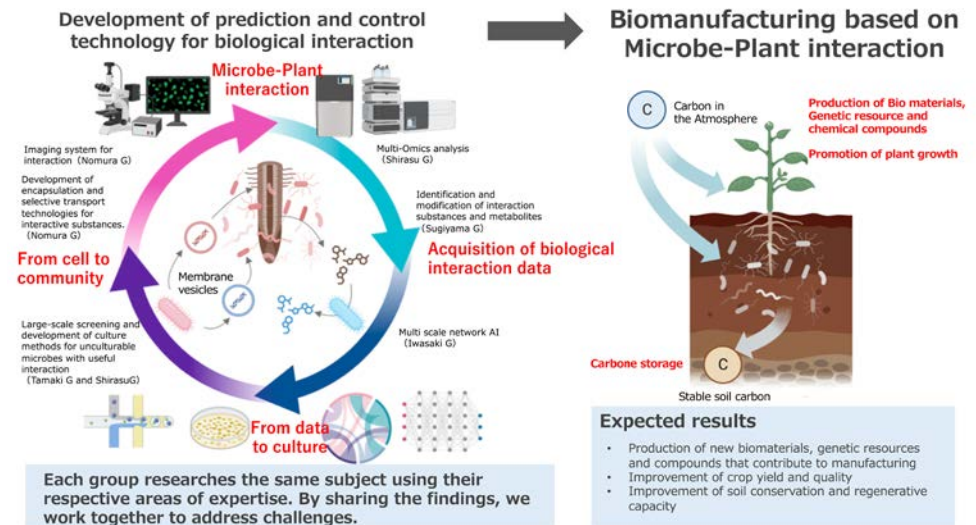 Development of prediction and control
technology for biological interaction
Microbe-Plant
interaction
Imaging system for
interaction (Nomura G)
Development of
encapsulation and
selective transport
technologies for
interactive substances.
(Nomura G)
From cell to
community
Large-scale screening and
development of culture
methods for unculturable
microbes with useful
interaction
(Tamaki G and ShirasuG)
Multi-Omics analysis
(Shirasu G)
Identification and
modification of interaction
substances and metabolites
(Sugiyama G)
Acquisition of biological
interaction data
Membrane
vesicles
Multi scale network AI
(Iwasaki G)
From data
to culture
Each group researches the same subject using their
respective areas of expertise. By sharing the findings, we
work together to address challenges.
Biomanufacturing based on
Microbe-Plant interaction
C
Carbon in
the Atmosphere
Production of Bio materials,
Genetic resource and
chemical compounds
Promotion of plant growth
Carbone storage
C
Stable soil carbon
Expected results
• Production of new biomaterials, genetic resources
and compounds that contribute to manufacturing
• Improvement of crop yield and quality
• Improvement of soil conservation and regenerative
capacity